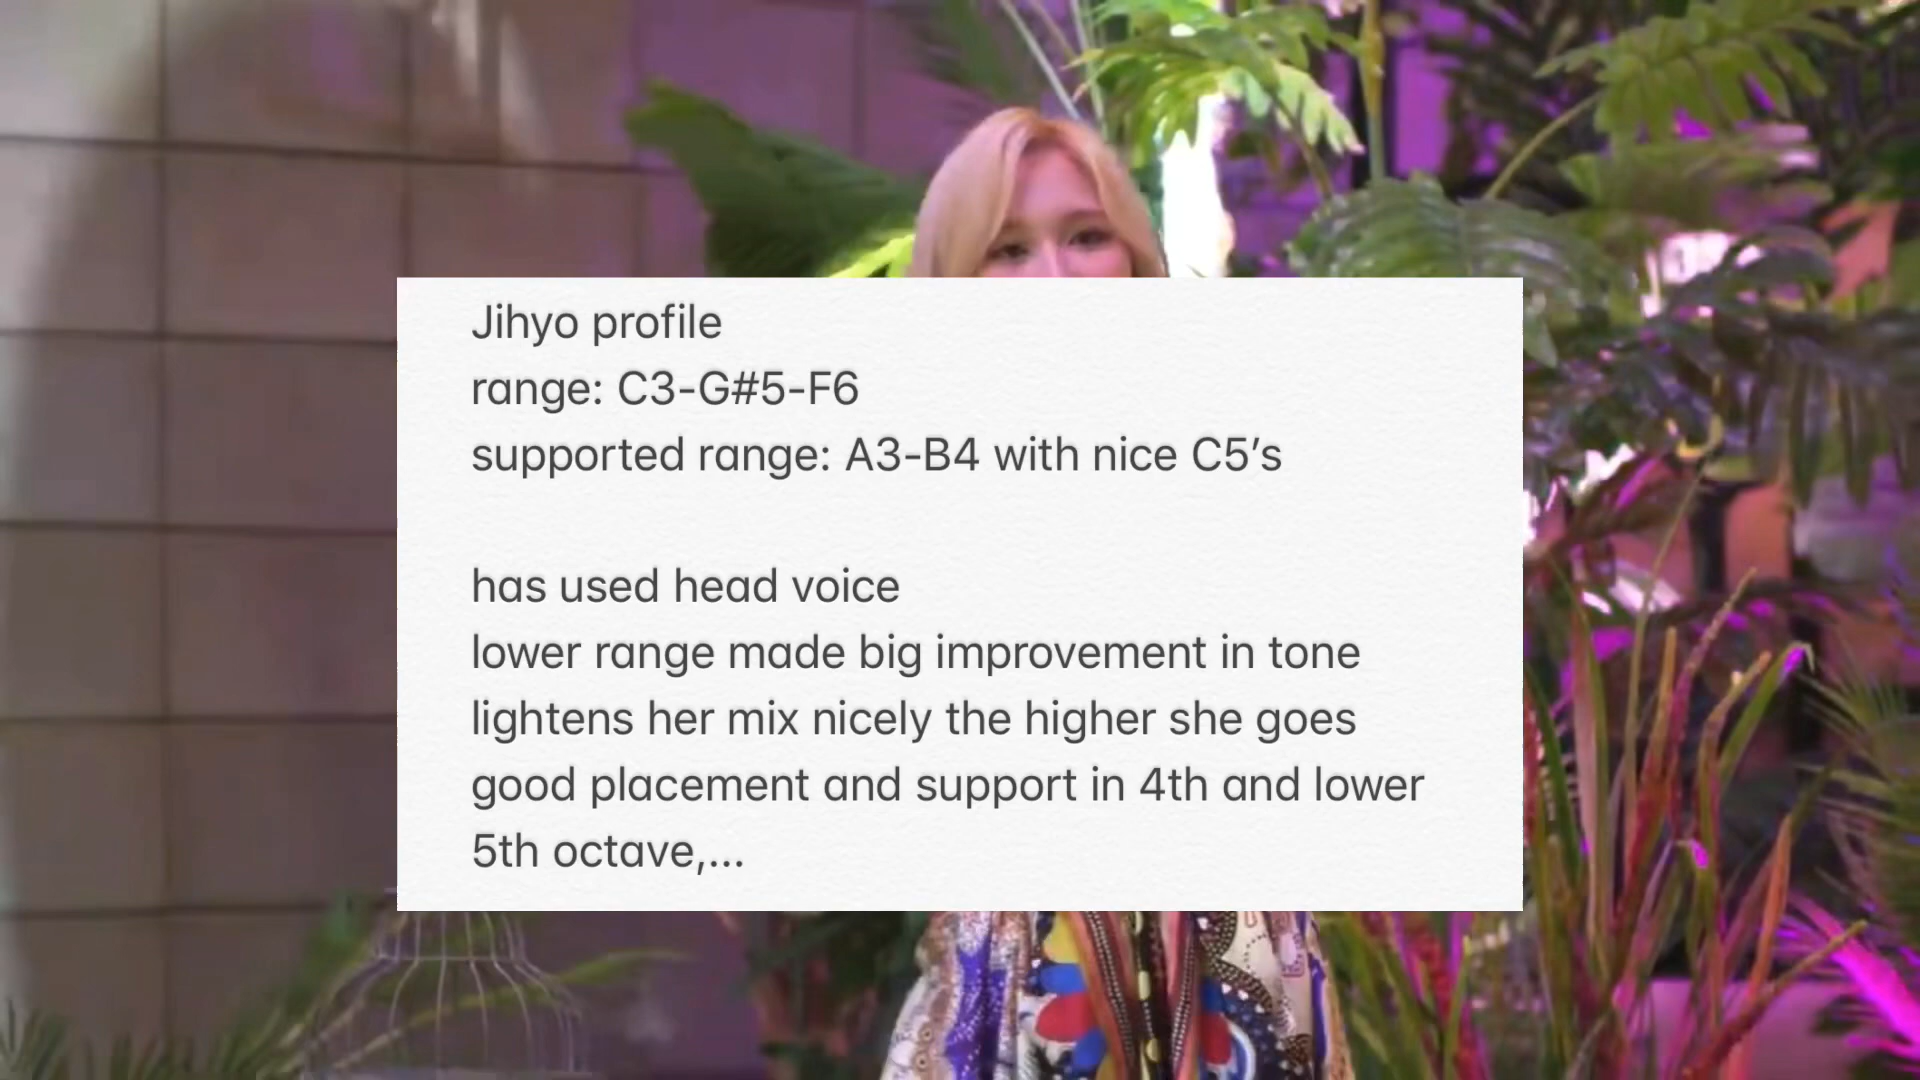 Jihyo profile
range: C3-G#5-F6
supported range: A3-B4 with nice C5’s
has used head voice
lower range made big improvement in tone
lightens her mix nicely the higher she goes
good placement and support in 4th and lower
5th octave,...